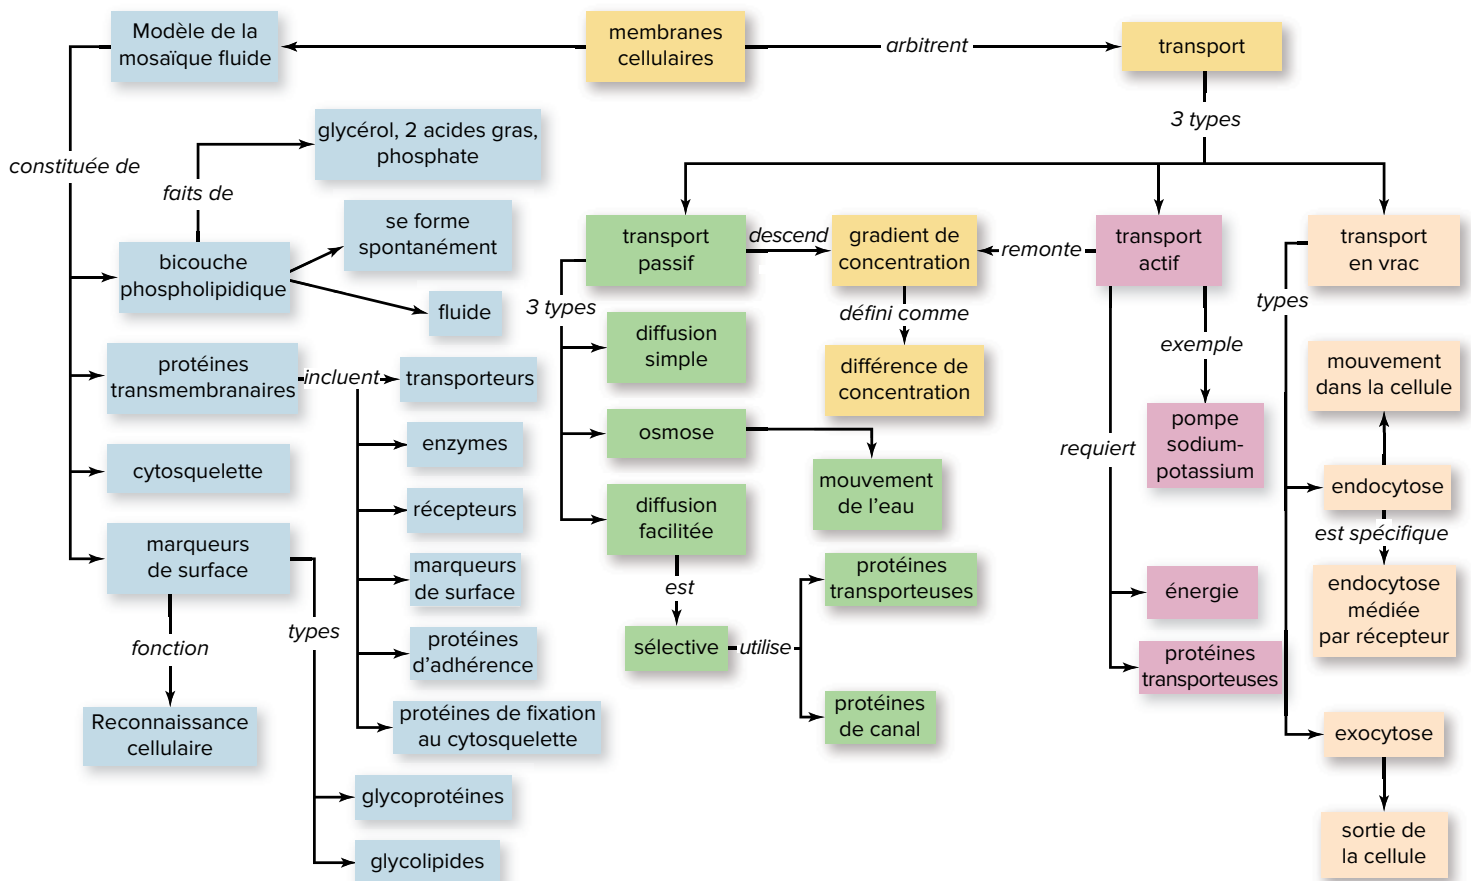 Modèle de la
mosaïque fluide
membranes
cellulaires
arbitrent
transport
3 types
constituée de
glycérol, 2 acides gras,
phosphate
faits de
se forme
spontanément
bicouche
phospholipidique
fluide
transport
passif
descend
gradient de
concentration
remonte
transport
actif
transport
en vrac
3 types
défini comme
types
diffusion
simple
différence de
concentration
exemple
mouvement
dans la cellule
protéines
transmembranaires
incluent
transporteurs
enzymes
osmose
pompe
sodium-
potassium
requiert
cytosquelette
mouvement
de l'eau
endocytose
récepteurs
diffusion
facilitée
est spécifique
marqueurs
de surface
marqueurs
de surface
est
protéines
transporteuses
énergie
endocytose
médiée
par récepteur
fonction
types
protéines
d'adhérence
sélective
utilise
protéines
transporteuses
Reconnaissance
cellulaire
protéines de fixation
au cytosquelette
protéines
de canal
exocytose
glycoprotéines
glycolipides
sortie de
la cellule